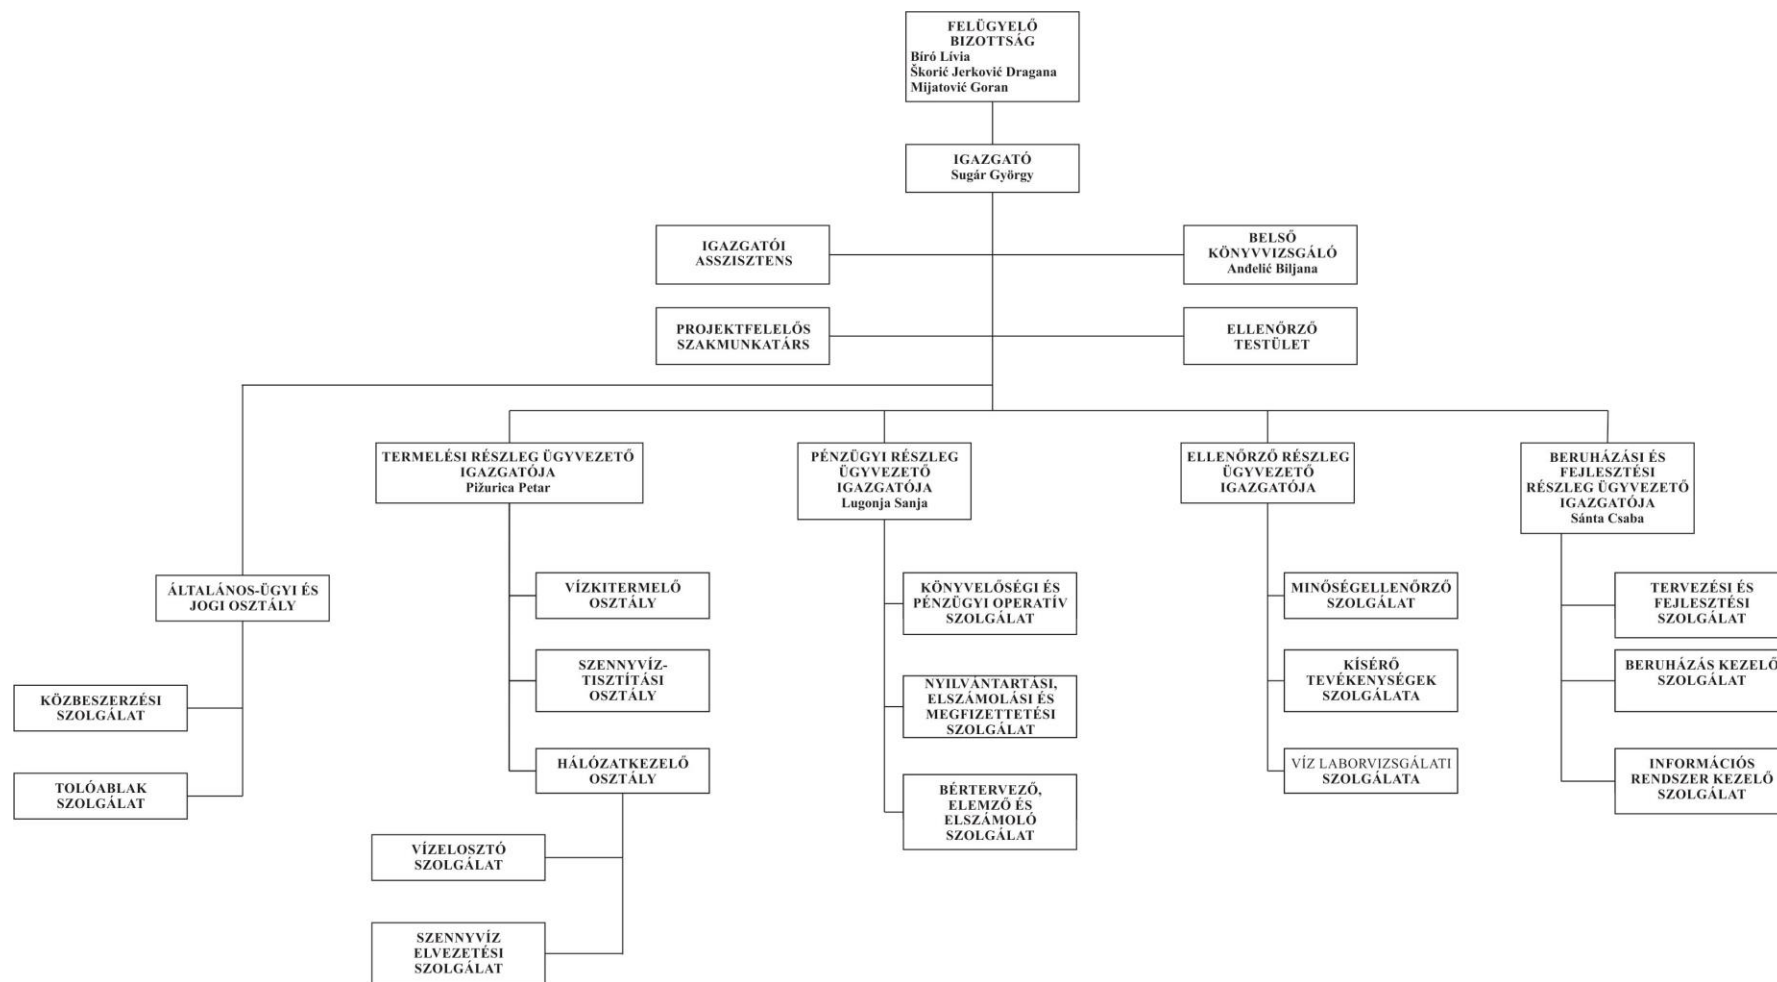 FELÜGYELŐ
BIZOTTSÁG
Bíró Lívia
Škorić Jerković Dragana
Mijatović Goran
IGAZGATÓ
Sugár György
IGAZGATÓI
ASSZISZTENS
BELSŐ
KÖNYVVIZSGÁLÓ
Anđelić Biljana
PROJEKTFELELŐS
SZAKMUNKATÁRS
ELLENŐRZŐ
TESTÜLET
TERMELÉSI RÉSZLEG ÜGYVEZETŐ
IGAZGATÓJA
Pižurica Petar
PÉNZÜGYI RÉSZLEG
ÜGYVEZETŐ
IGAZGATÓJA
Lugonja Sanja
ELLENŐRZŐ RÉSZLEG
ÜGYVEZETŐ
IGAZGATÓJA
BERUHÁZÁSI ÉS
FEJLESZTÉSI
RÉSZLEG ÜGYVEZETŐ
IGAZGATÓJA
Sánta Csaba
ÁLTALÁNOS-ÜGYI ÉS
JOGI OSZTÁLY
KÖZBESZERZÉSI
SZOLGÁLAT
TOLÓABLAK
SZOLGÁLAT
VÍZKITERMELŐ
OSZTÁLY
SZENNYVÍZ-
TISZTÍTÁSI
OSZTÁLY
HÁLÓZATKEZELŐ
OSZTÁLY
VÍZELOSZTÓ
SZOLGÁLAT
SZENNYVÍZ
ELVEZETÉSI
SZOLGÁLAT
KÖNYVELŐSÉGI ÉS
PÉNZÜGYI OPERATÍV
SZOLGÁLAT
NYILVÁNTARTÁSI,
ELSZÁMOLÁSI ÉS
MEGFIZETTETÉSI
SZOLGÁLAT
BÉRTERVEZŐ,
ELEMZŐ ÉS
ELSZÁMOLÓ
SZOLGÁLAT
MINŐSÉGELLENŐRZŐ
SZOLGÁLAT
KÍSÉRŐ
TEVÉKENYSÉGEK
SZOLGÁLATA
VÍZ LABORVIZSGÁLATI
SZOLGÁLATA
TERVEZÉSI ÉS
FEJLESZTÉSI
SZOLGÁLAT
BERUHÁZÁS KEZELŐ
SZOLGÁLAT
INFORMÁCIÓS
RENDSZER KEZELŐ
SZOLGÁLAT